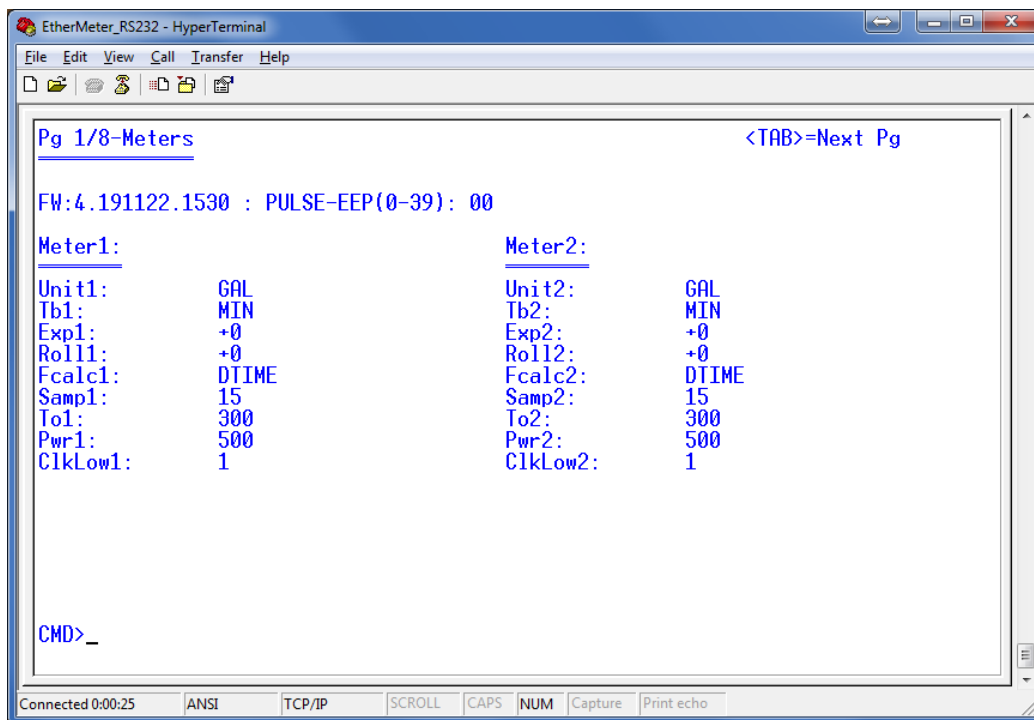 EtherMeter_RS232 - HyperTerminal
File Edit View Call Transfer Help
Pg 1/8-Meters <TAB>=Next Pg
FW:4.191122.1530 : PULSE-EEP(0-39): 00
Meter1: Meter2:
Unit1: GAL Unit2: GAL
Tb1: MIN Tb2: MIN
Exp1: +0 Exp2: +0
Roll1: +0 Roll2: +0
Fcalc1: DTIME Fcalc2: DTIME
Samp1: 15 Samp2: 15
To1: 300 To2: 300
Pwr1: 500 Pwr2: 500
ClkLow1: 1 ClkLow2: 1
CMD>_
Connected 0:00:25 ANSI TCP/IP SCROLL CAPS NUM Capture Print echo